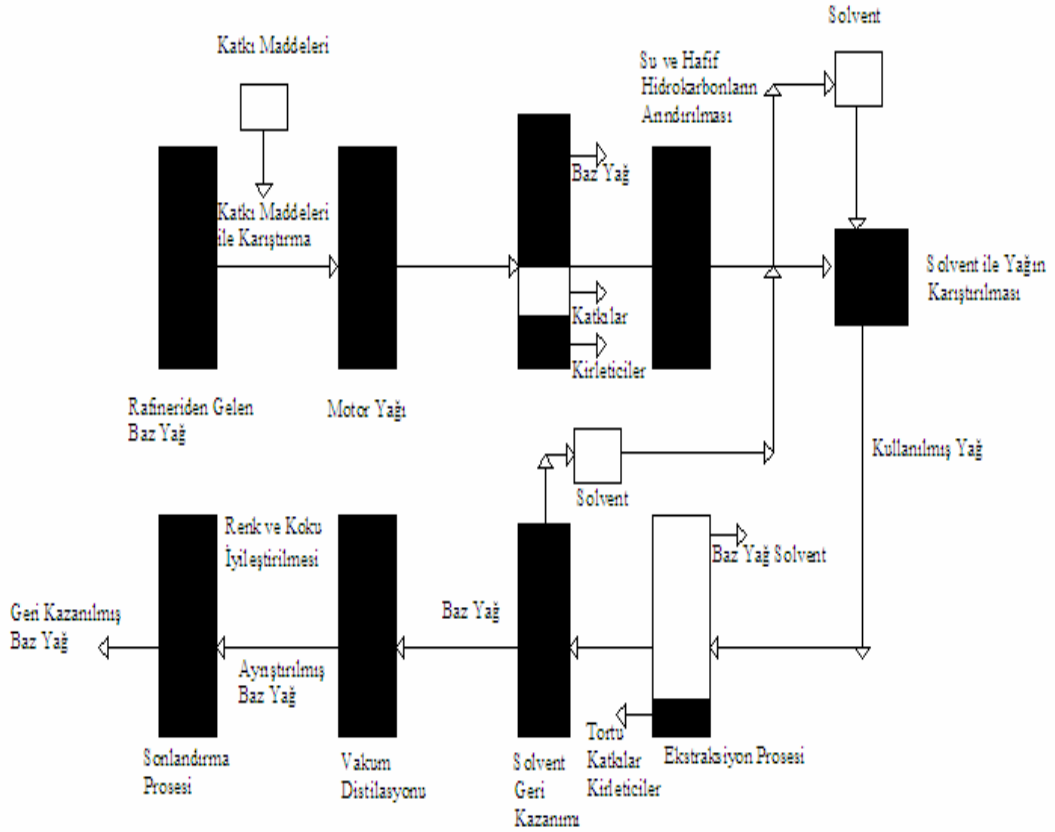 Solvent
Katkı Maddeleri
Su ve Hafif
Hidrokarbonların
Arındırılması
Baz Yağ
Katkı Maddeleri
ile Karıştırma
Solvent ile Yağın
Karıştırılması
Katkılar
Kirleticiler
Rafineriden Gelen
Baz Yağ
Motor Yağı
Kullanılmış Yağ
Solvent
Renk ve Koku
İyileştirilmesi
Baz Yağ Solvent
Geri Kazanılmış
Baz Yağ
Baz Yağ
Ayrıştırılmış
Baz Yağ
Sonlandırma
Prosesi
Vakum
Distilasyonu
Solvent
Geri
Kazanımı
Tortu
Katkılar
Kirleticiler
Ekstraksiyon Prosesi